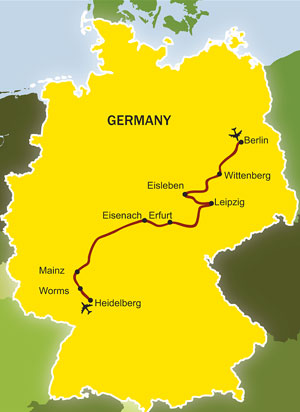 GERMANY
Berlin
Wittenberg
Eisleben
Leipzig
Eisenach Erfurt
Mainz
Worms
Heidelberg